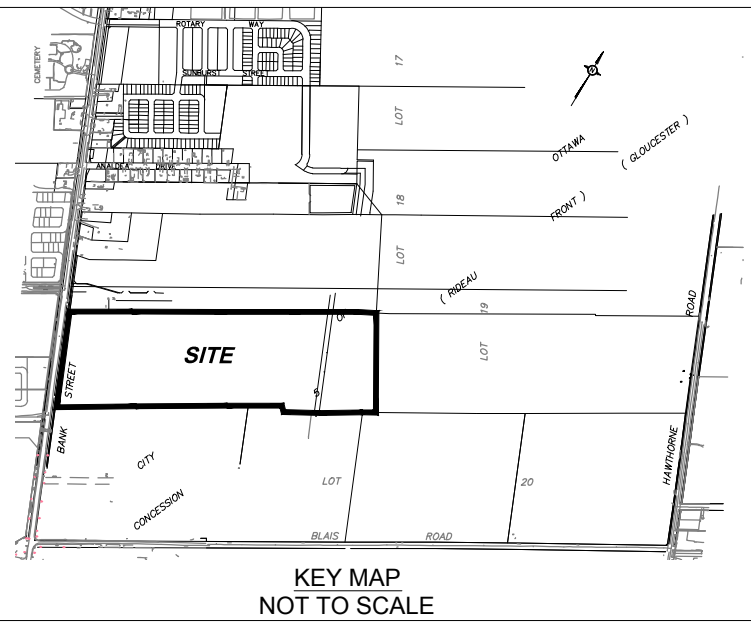 ROTARY WAY
CEMETERY
SUNBURST STREET
LOT 17
OTTAWA
( GLOUCESTER )
ANALDEA DRIVE
LOT 18
FRONT )
( RIDEAU
LOT 19
ROAD
SITE
STREET
BANK
CITY
CONCESSION
LOT 20
HAWTHORNE
BLAIS ROAD
KEY MAP
NOT TO SCALE